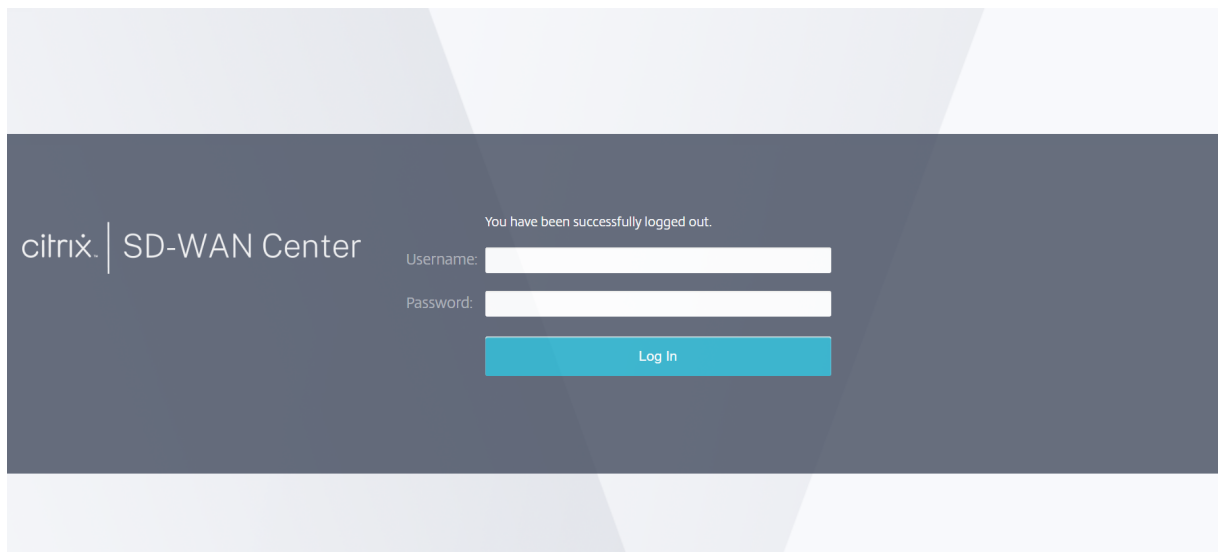 You have been successfully logged out.
citrix. | SD-WAN Center
Username:
Password:
Log In